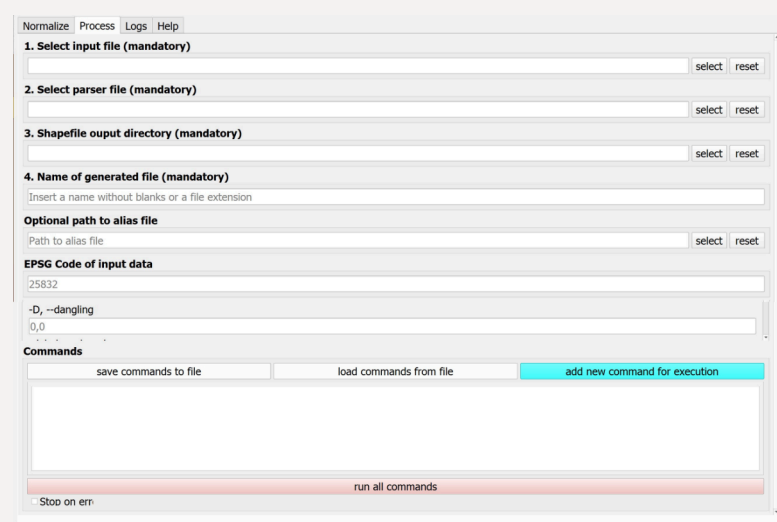 Normalize Process Logs Help
1. Select input file (mandatory)
select reset
2. Select parser file (mandatory)
select reset
3. Shapefile ouput directory (mandatory)
select reset
4. Name of generated file (mandatory)
Insert a name without blanks or a file extension
Optional path to alias file
Path to alias file select reset
EPSG Code of input data
25832
-D, --dangling
0,0
Commands
save commands to file load commands from file add new command for execution
run all commands
Stop on err